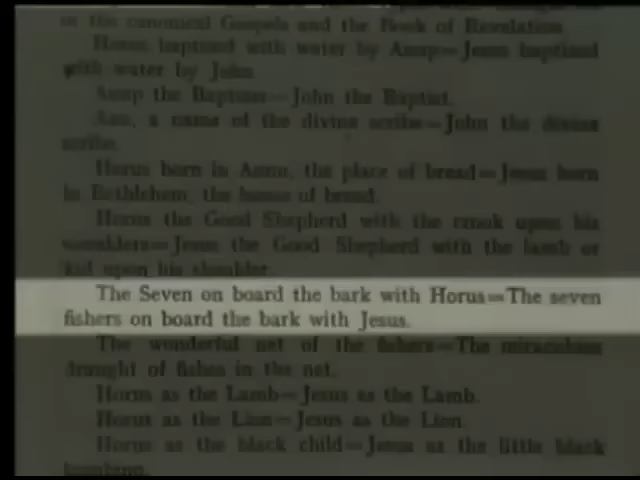 in the canonical Gospels and the Book of Revelation.
Horus baptized with water by Anup=Jesus baptized
with water by John.
Anup the Baptizer=John the Baptist.
Aan, a name of the divine scribe=John the divine
scribe.
Horus born in Annu, the place of bread=Jesus born
in Bethlehem, the house of bread.
Horus the Good Shepherd with the crook upon his
shoulders=Jesus the Good Shepherd with the lamb or
kid upon his shoulder.
The Seven on board the bark with Horus=The seven
fishers on board the bark with Jesus.
The wonderful net of the fishers=The miraculous
draught of fishes in the net.
Horus as the Lamb=Jesus as the Lamb.
Horus as the Lion=Jesus as the Lion.
Horus as the black child=Jesus as the little black
bambino.